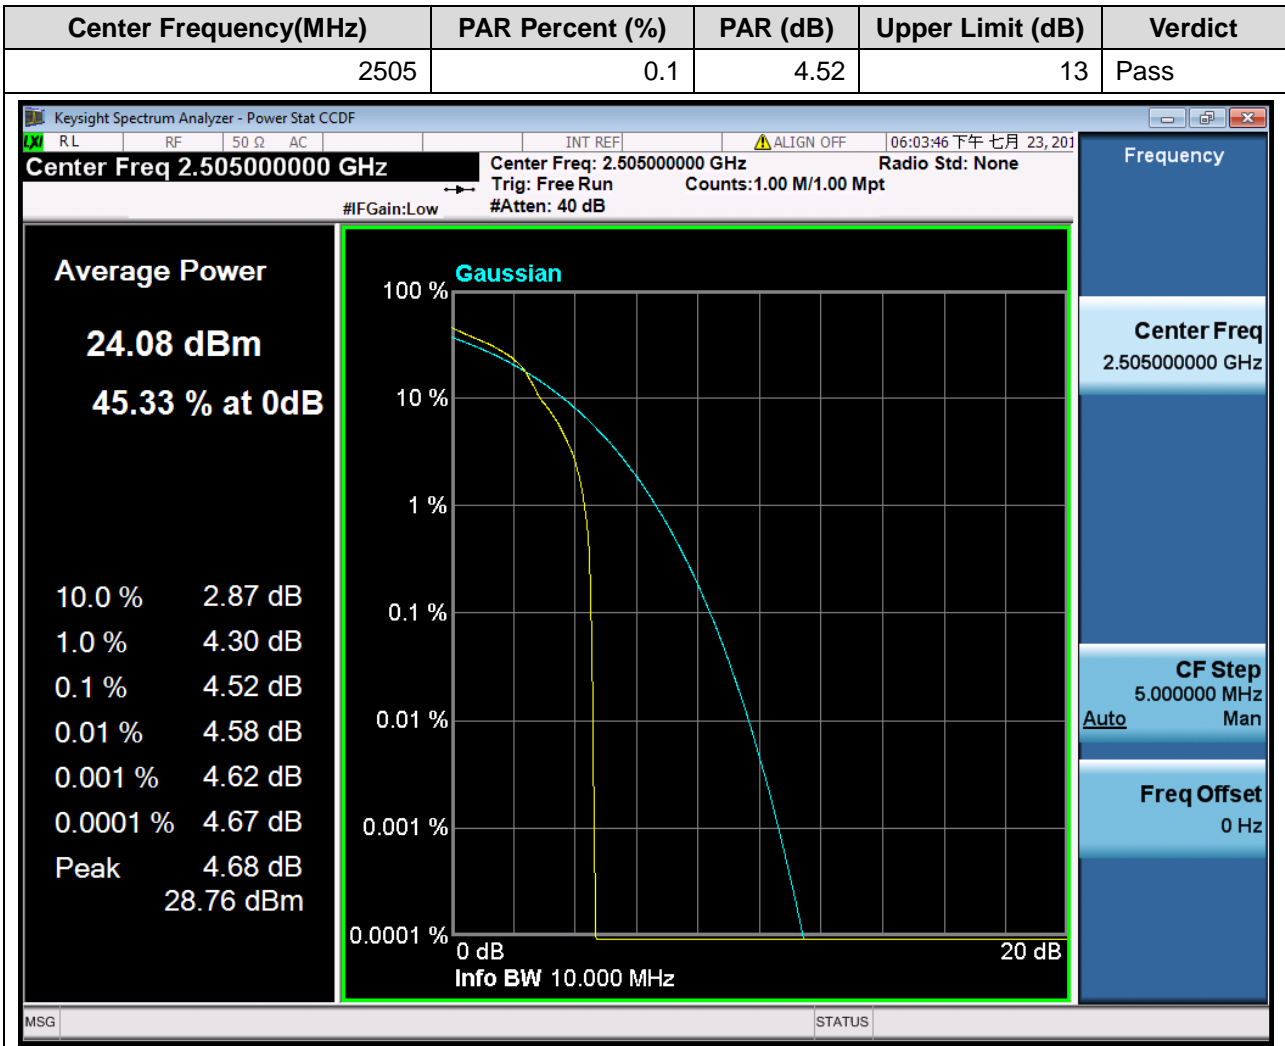 Center Frequency(MHz) PAR Percent (%) PAR (dB) Upper Limit (dB) Verdict
2505 0.1 4.52 13 Pass
Keysight Spectrum Analyzer - Power Stat CCDF
LXI RL RF 50 Ω AC INT REF ALIGN OFF 06:03:46 下午 七月 23, 201
Center Freq 2.505000000 GHz
Center Freq: 2.505000000 GHz Radio Std: None
Trig: Free Run Counts:1.00 M/1.00 Mpt
#IFGain:Low #Atten: 40 dB
Frequency
Average Power
24.08 dBm
45.33 % at 0dB
10.0 % 2.87 dB
1.0 % 4.30 dB
0.1 % 4.52 dB
0.01 % 4.58 dB
0.001 % 4.62 dB
0.0001 % 4.67 dB
Peak 4.68 dB
28.76 dBm
Gaussian
100 %
10 %
1 %
0.1 %
0.01 %
0.001 %
0.0001 %
0 dB 20 dB
Info BW 10.000 MHz
Center Freq
2.505000000 GHz
CF Step
5.000000 MHz
Auto Man
Freq Offset
0 Hz
MSG STATUS